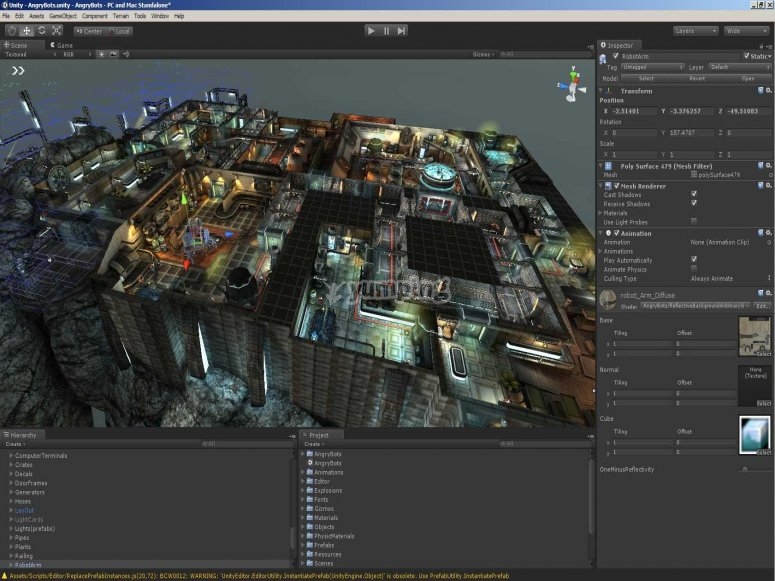 Unity - AngryBots.unity - AngryBots - PC and Mac Standalone*
File Edit Assets GameObject Component Terrain Tools Script Window Help
Center Local
Layers Wide
Scene Game
Textured RGB Gizmos All
y
x
z
yumping
Inspector
RobotArm Static
Tag Untagged Layer Default
Model Select Revert Open
Transform
Position
X -2.51401 Y -3.376257 Z -49.51083
Rotation
X 0 Y 157.4707 Z 0
Scale
X 1 Y 1 Z 1
Poly Surface 479 (Mesh Filter)
Mesh polySurface479
Mesh Renderer
Cast Shadows
Receive Shadows
Materials
Use Light Probes
Animation
Animation None (Animation Clip)
Animations
Play Automatically
Animate Physics
Culling Type Always Animate
robot_Arm_Diffuse
Shader AngryBots/ReflectiveBackgroundArbitraryG Edit...
Base
Tiling Offset
x 1 0
y 1 0
Select
Normal
None (Texture)
Tiling Offset
x 1 0
y 1 0
Select
Cube
Tiling Offset
x 1 0
y 1 0
Select
OneMinusReflectivity
Hierarchy
Create All
ComputerTerminals
Crates
Decals
DoorFrames
Generators
Hoses
LayOut
LightCards
Lights(prefabs)
Pipes
Plants
Railing
RobotArm
Project
Create All
AngryBots
AngryBots
Animations
Editor
Explosions
Fonts
Gizmos
Materials
Objects
PhysicMaterials
Prefabs
Resources
Scenes
Assets/Scripts/Editor/ReplacePrefabInstances.js(20,72): BCW0012: WARNING: 'UnityEditor.EditorUtility.InstantiatePrefab(UnityEngine.Object)' is obsolete. Use PrefabUtility.InstantiatePrefab